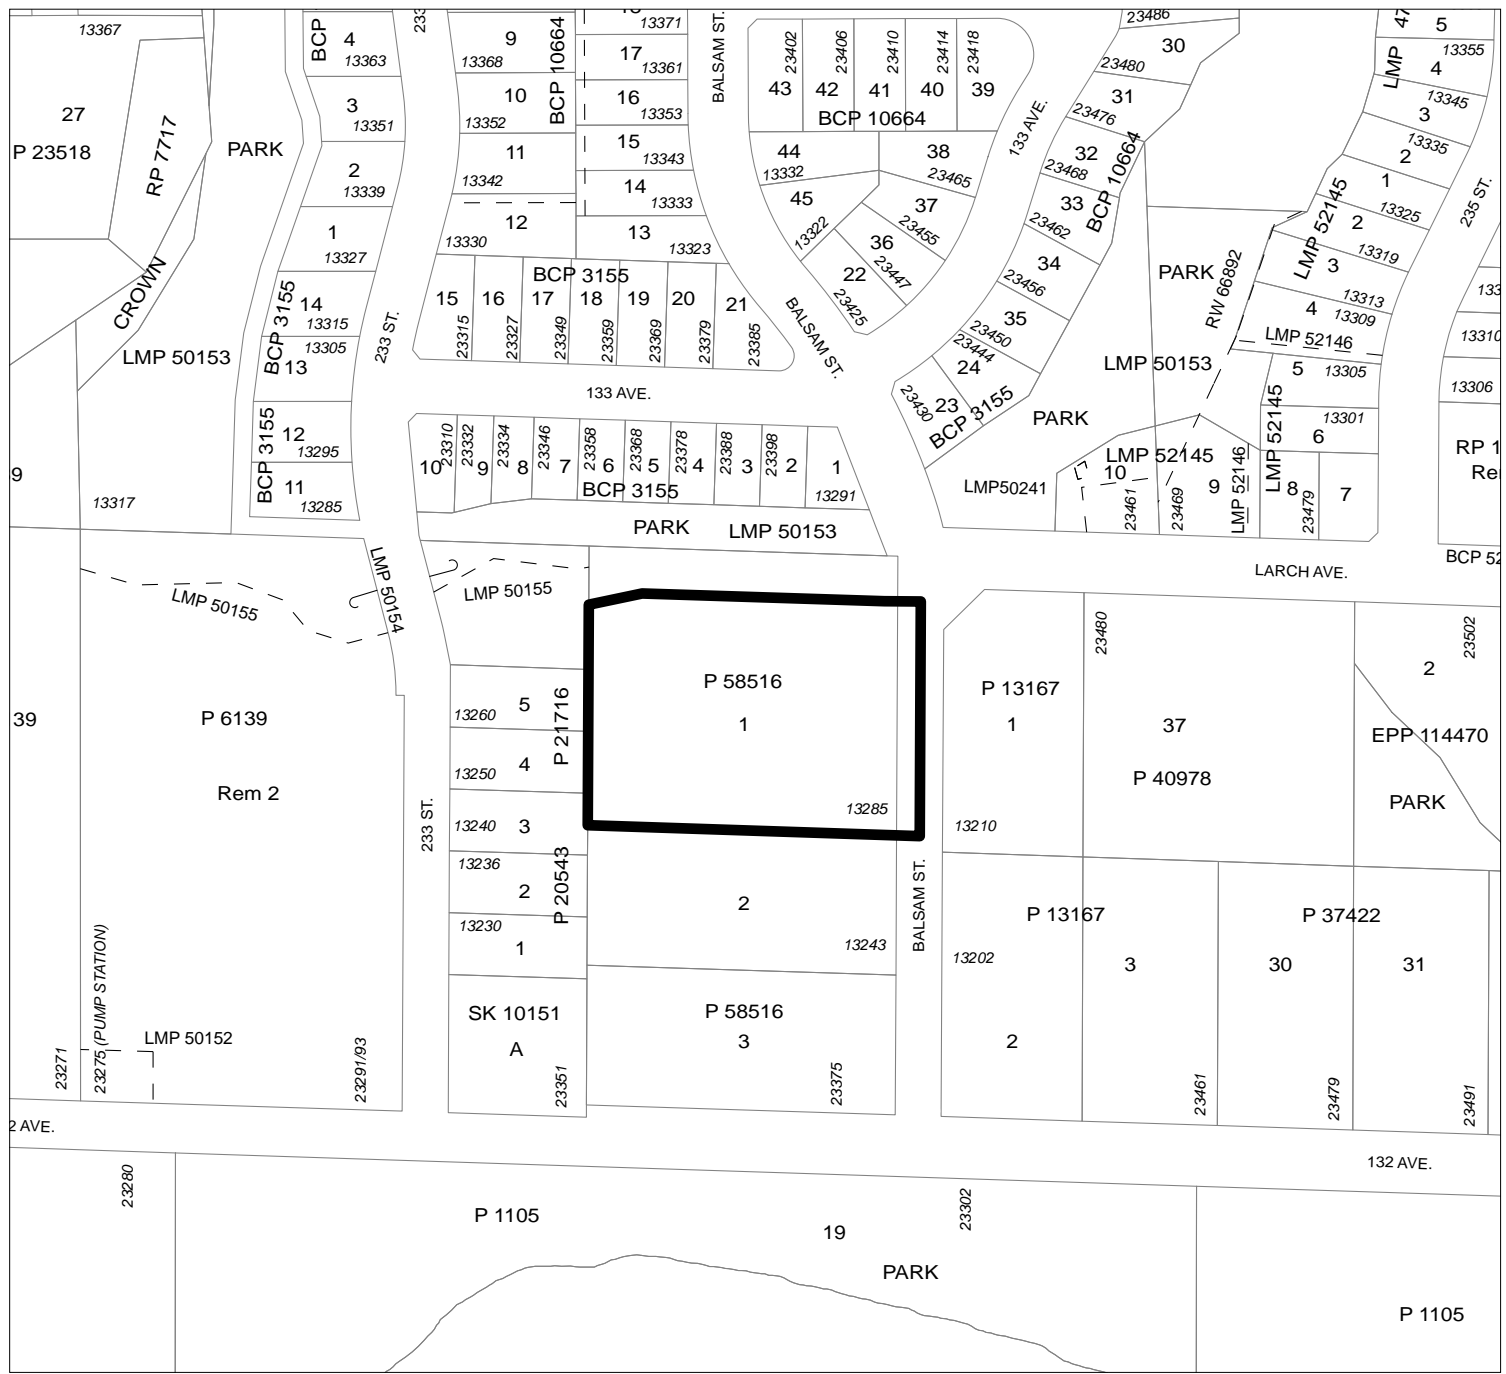 13367
27
P 23518
RP 7717
PARK
CROWN
LMP 50153
13317
9
BCP
4
13363
3
13351
2
13339
1
13327
BCP 3155
14
13315
13305
13
BCP 3155
12
13295
11
13285
233 ST.
9
13368
10
13352
11
13342
12
13330
BCP 10664
13371
17
13361
16
13353
15
13343
14
13333
13
13323
BCP 3155
15
16
17
18
19
20
21
23315
23327
23349
23359
23369
23379
23385
133 AVE.
BALSAM ST.
BALSAM ST.
23402
23406
23410
23414
23418
43
42
41
40
39
BCP 10664
44
13332
38
23465
45
13322
37
23455
36
23447
22
23425
133 AVE.
23486
30
23480
31
23476
32
23468
33
23462
34
23456
35
23450
23444
24
23
23430
BCP 10664
BCP 3155
PARK
LMP 50153
PARK
RW 66892
LMP50241
47
LMP
5
13355
4
13345
3
13335
2
1
13325
2
13319
3
13313
4
13309
LMP 52145
LMP 52146
5
13305
13301
6
LMP 52145
LMP 52145
10
9
8
7
23461
23469
LMP 52146
23479
235 ST.
13310
13306
BCP 52
LARCH AVE.
10
9
8
7
6
5
4
3
2
1
23310
23332
23334
23346
23358
23368
23378
23388
23398
13291
BCP 3155
PARK
LMP 50153
LMP 50155
LMP 50154
LMP 50155
39
P 6139
Rem 2
23271
23275 (PUMP STATION)
LMP 50152
23291/93
233 ST.
5
13260
P 21716
4
13250
3
13240
13236
2
P 20543
13230
1
SK 10151
A
23351
P 58516
1
13285
2
13243
P 58516
3
23375
BALSAM ST.
P 13167
1
13210
23480
37
P 40978
23502
2
EPP 114470
PARK
P 13167
13202
2
3
23461
P 37422
30
23479
31
23491
2 AVE.
132 AVE.
23280
P 1105
19
23302
PARK
P 1105